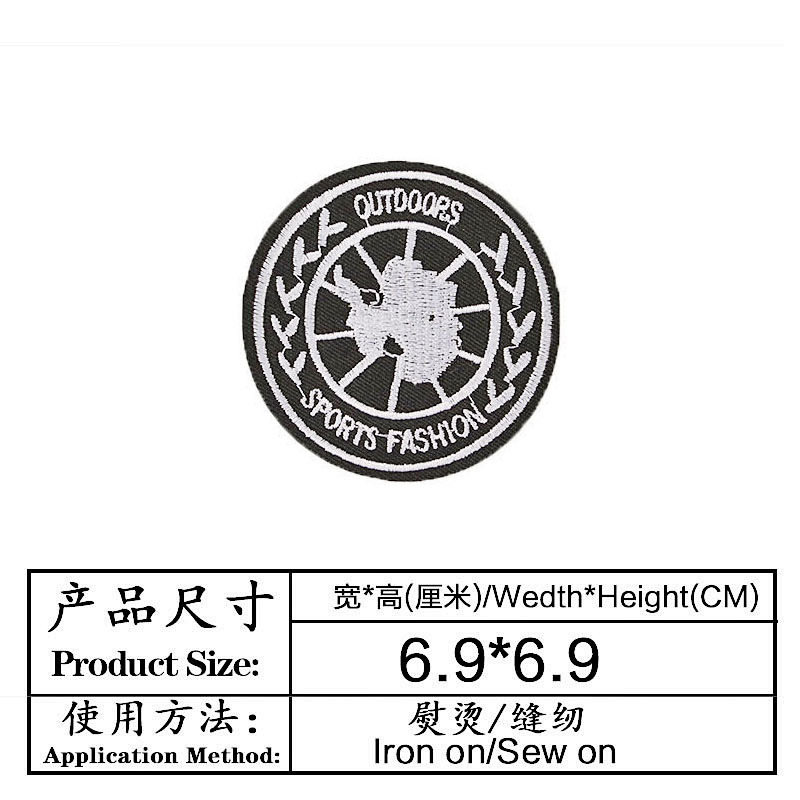 OUTDOORS
SPORTS FASHION
产品尺寸
Product Size:
宽*高(厘米)/Wedth*Height(CM)
6.9*6.9
使用方法:
Application Method:
熨烫/缝纫
Iron on/Sew on